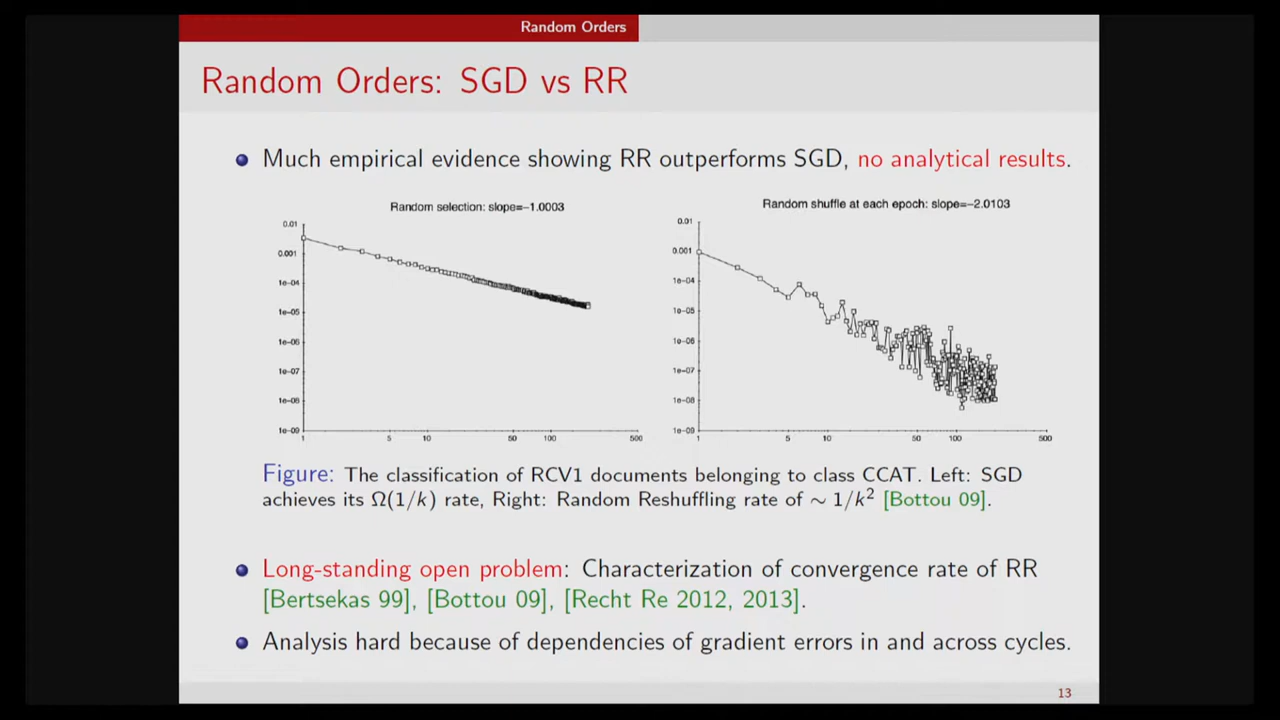 Random Orders
Random Orders: SGD vs RR
Much empirical evidence showing RR outperforms SGD, no analytical results.
Random selection: slope=−1.0003
0.01
0.001
1e−04
1e−05
1e−06
1e−07
1e−08
1e−09
1 5 10 50 100 500
Random shuffle at each epoch: slope=−2.0103
0.01
0.001
1e−04
1e−05
1e−06
1e−07
1e−08
1e−09
1 5 10 50 100 500
Figure: The classification of RCV1 documents belonging to class CCAT. Left: SGD
achieves its Ω(1/k) rate, Right: Random Reshuffling rate of ∼ 1/k² [Bottou 09].
Long-standing open problem: Characterization of convergence rate of RR
[Bertsekas 99], [Bottou 09], [Recht Re 2012, 2013].
Analysis hard because of dependencies of gradient errors in and across cycles.
13